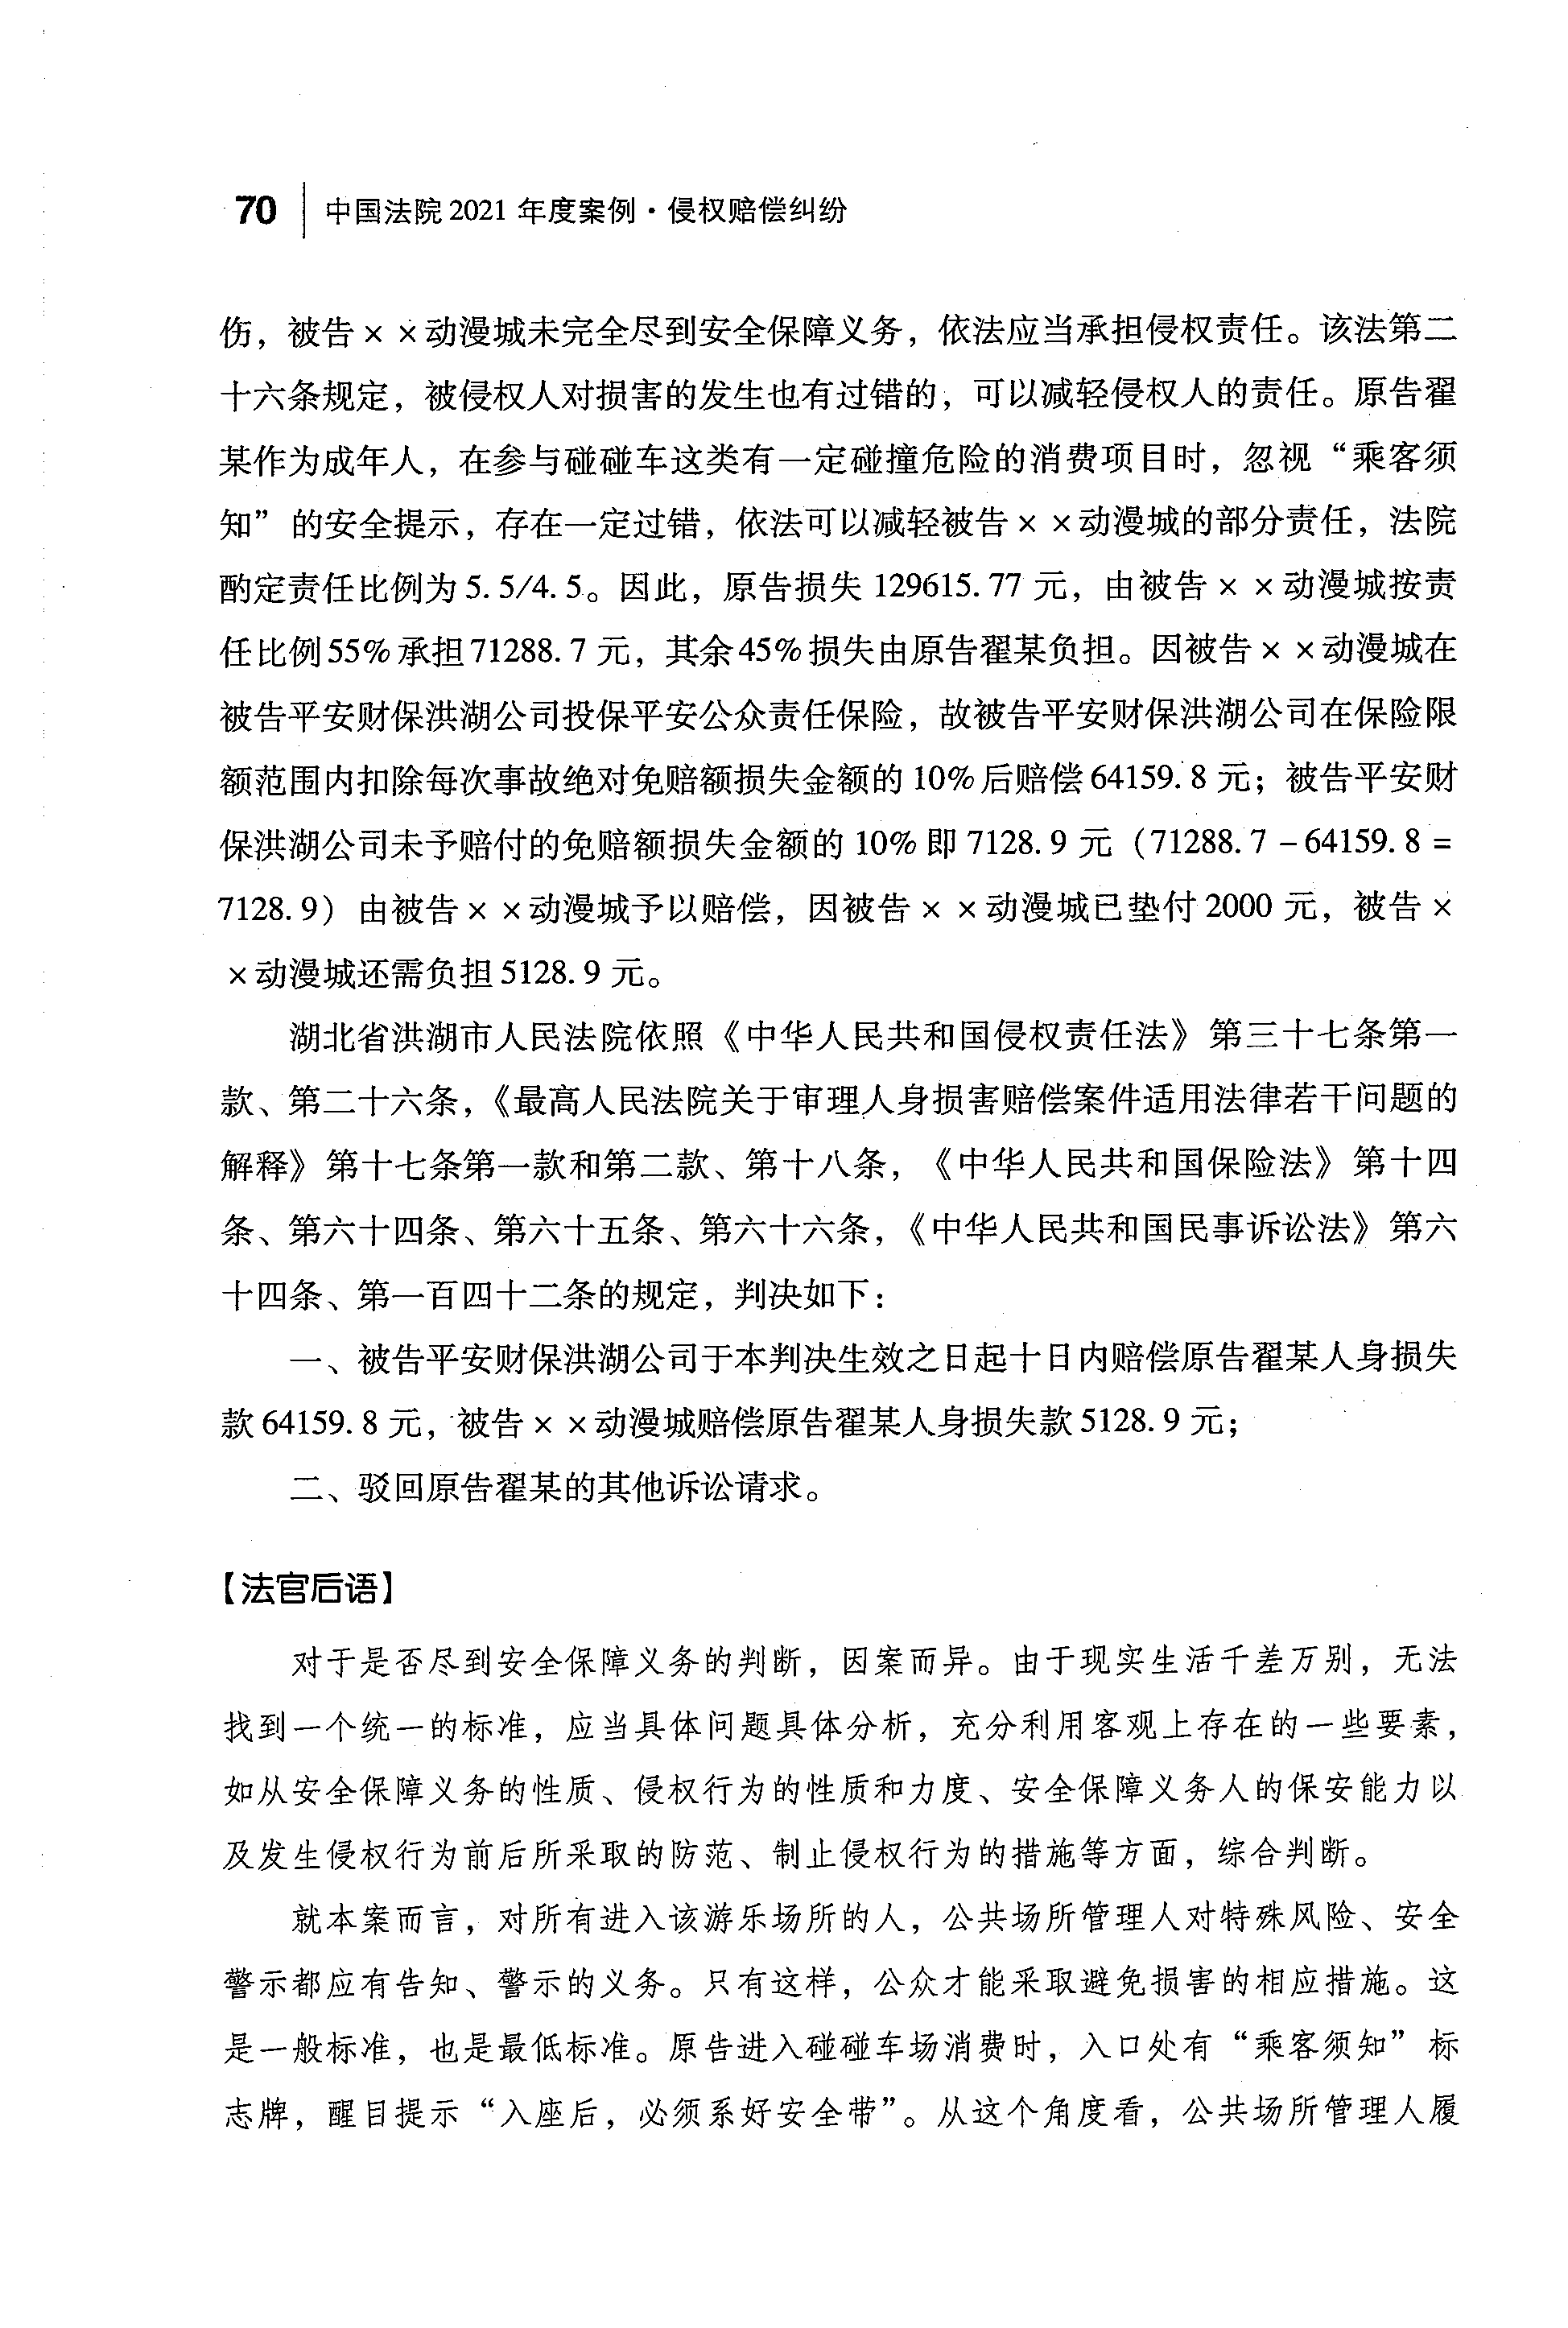 70 中国法院2021年度案例·侵权赔偿纠纷
伤，被告××动漫城未完全尽到安全保障义务，依法应当承担侵权责任。该法第二
十六条规定，被侵权人对损害的发生也有过错的，可以减轻侵权人的责任。原告翟
某作为成年人，在参与碰碰车这类有一定碰撞危险的消费项目时，忽视“乘客须
知”的安全提示，存在一定过错，依法可以减轻被告××动漫城的部分责任，法院
酌定责任比例为5.5/4.5。因此，原告损失129615.77元，由被告××动漫城按责
任比例55%承担71288.7元，其余45%损失由原告翟某负担。因被告××动漫城在
被告平安财保洪湖公司投保平安公众责任保险，故被告平安财保洪湖公司在保险限
额范围内扣除每次事故绝对免赔额损失金额的10%后赔偿64159.8元；被告平安财
保洪湖公司未予赔付的免赔额损失金额的10%即7128.9元（71288.7－64159.8＝
7128.9）由被告××动漫城予以赔偿，因被告××动漫城已垫付2000元，被告×
×动漫城还需负担5128.9元。
湖北省洪湖市人民法院依照《中华人民共和国侵权责任法》第三十七条第一
款、第二十六条，《最高人民法院关于审理人身损害赔偿案件适用法律若干问题的
解释》第十七条第一款和第二款、第十八条，《中华人民共和国保险法》第十四
条、第六十四条、第六十五条、第六十六条，《中华人民共和国民事诉讼法》第六
十四条、第一百四十二条的规定，判决如下：
一、被告平安财保洪湖公司于本判决生效之日起十日内赔偿原告翟某人身损失
款64159.8元，被告××动漫城赔偿原告翟某人身损失款5128.9元；
二、驳回原告翟某的其他诉讼请求。
【法官后语】
对于是否尽到安全保障义务的判断，因案而异。由于现实生活千差万别，无法
找到一个统一的标准，应当具体问题具体分析，充分利用客观上存在的一些要素，
如从安全保障义务的性质、侵权行为的性质和力度、安全保障义务人的保安能力以
及发生侵权行为前后所采取的防范、制止侵权行为的措施等方面，综合判断。
就本案而言，对所有进入该游乐场所的人，公共场所管理人对特殊风险、安全
警示都应有告知、警示的义务。只有这样，公众才能采取避免损害的相应措施。这
是一般标准，也是最低标准。原告进入碰碰车场消费时，入口处有“乘客须知”标
志牌，醒目提示“入座后，必须系好安全带”。从这个角度看，公共场所管理人履